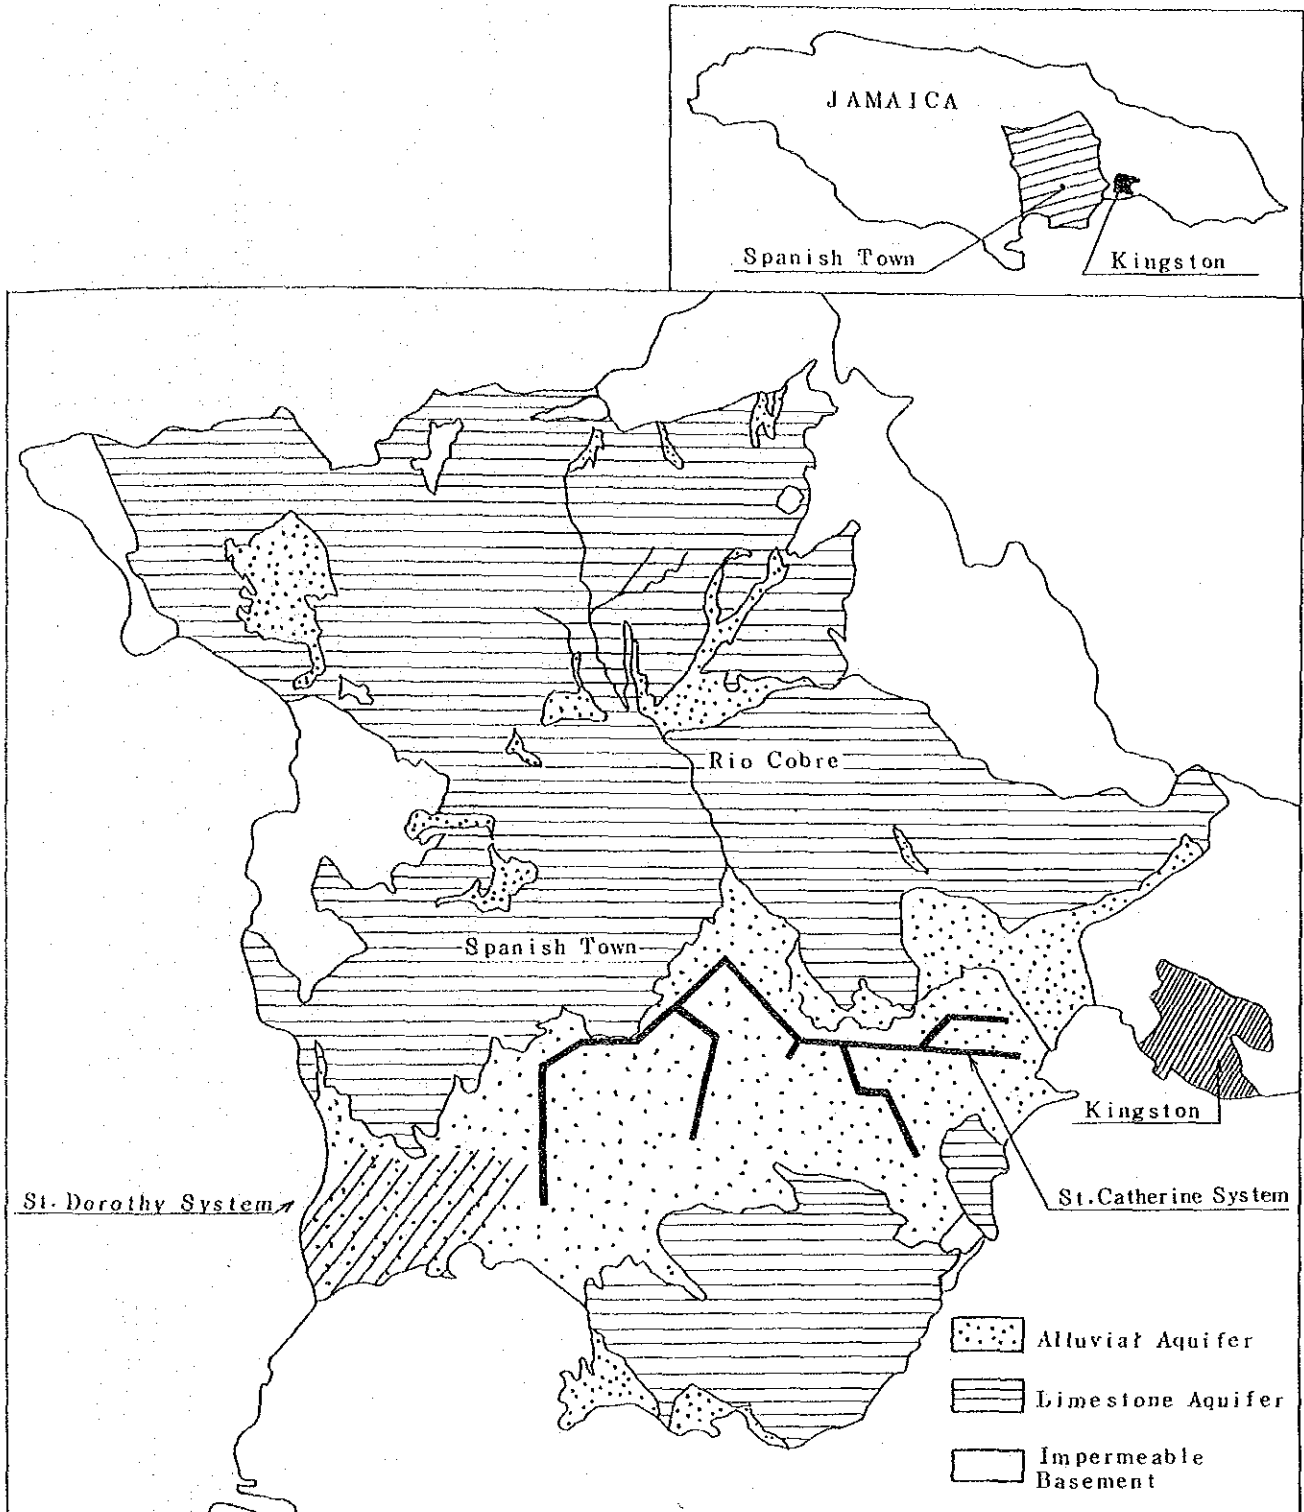 JAMAICA
Spanish Town
Kingston
Rio Cobre
Spanish Town
Kingston
St. Dorothy System
St. Catherine System
Alluvial Aquifer
Limestone Aquifer
Impermeable
Basement